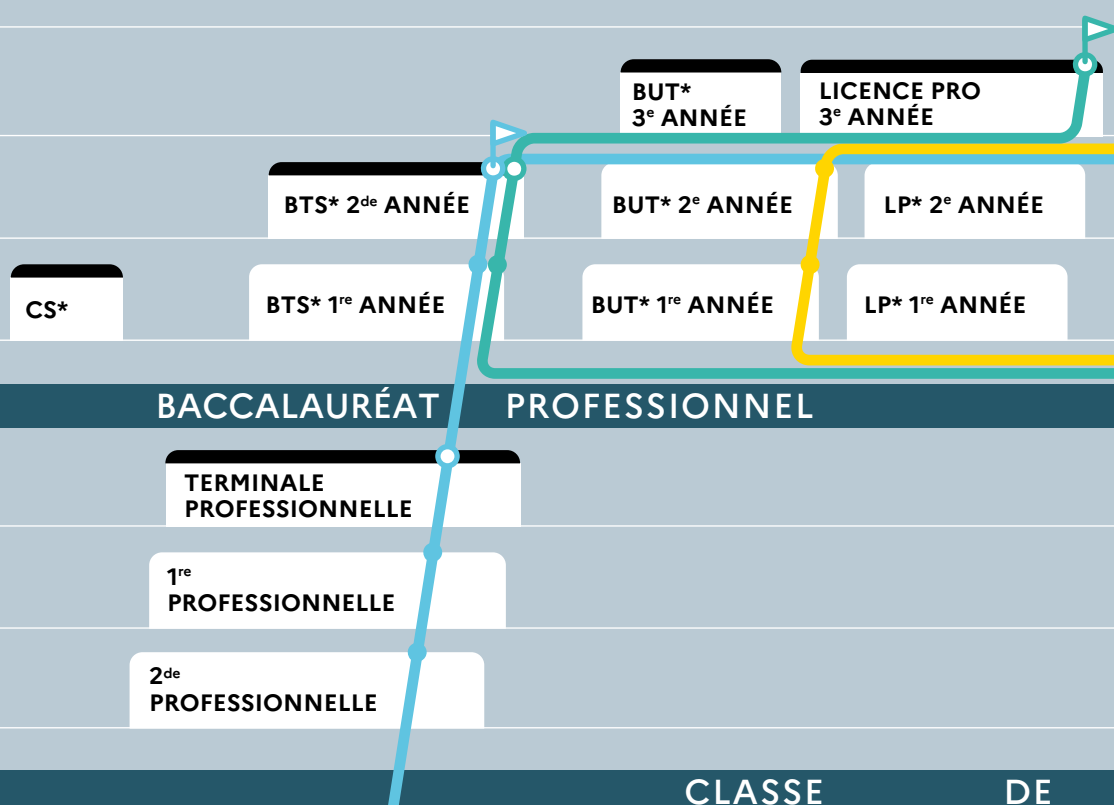 BUT*
3e ANNÉE
LICENCE PRO
3e ANNÉE
BTS* 2de ANNÉE
BUT* 2e ANNÉE
LP* 2e ANNÉE
CS*
BTS* 1re ANNÉE
BUT* 1re ANNÉE
LP* 1re ANNÉE
BACCALAURÉAT PROFESSIONNEL
TERMINALE
PROFESSIONNELLE
1re
PROFESSIONNELLE
2de
PROFESSIONNELLE
CLASSE DE